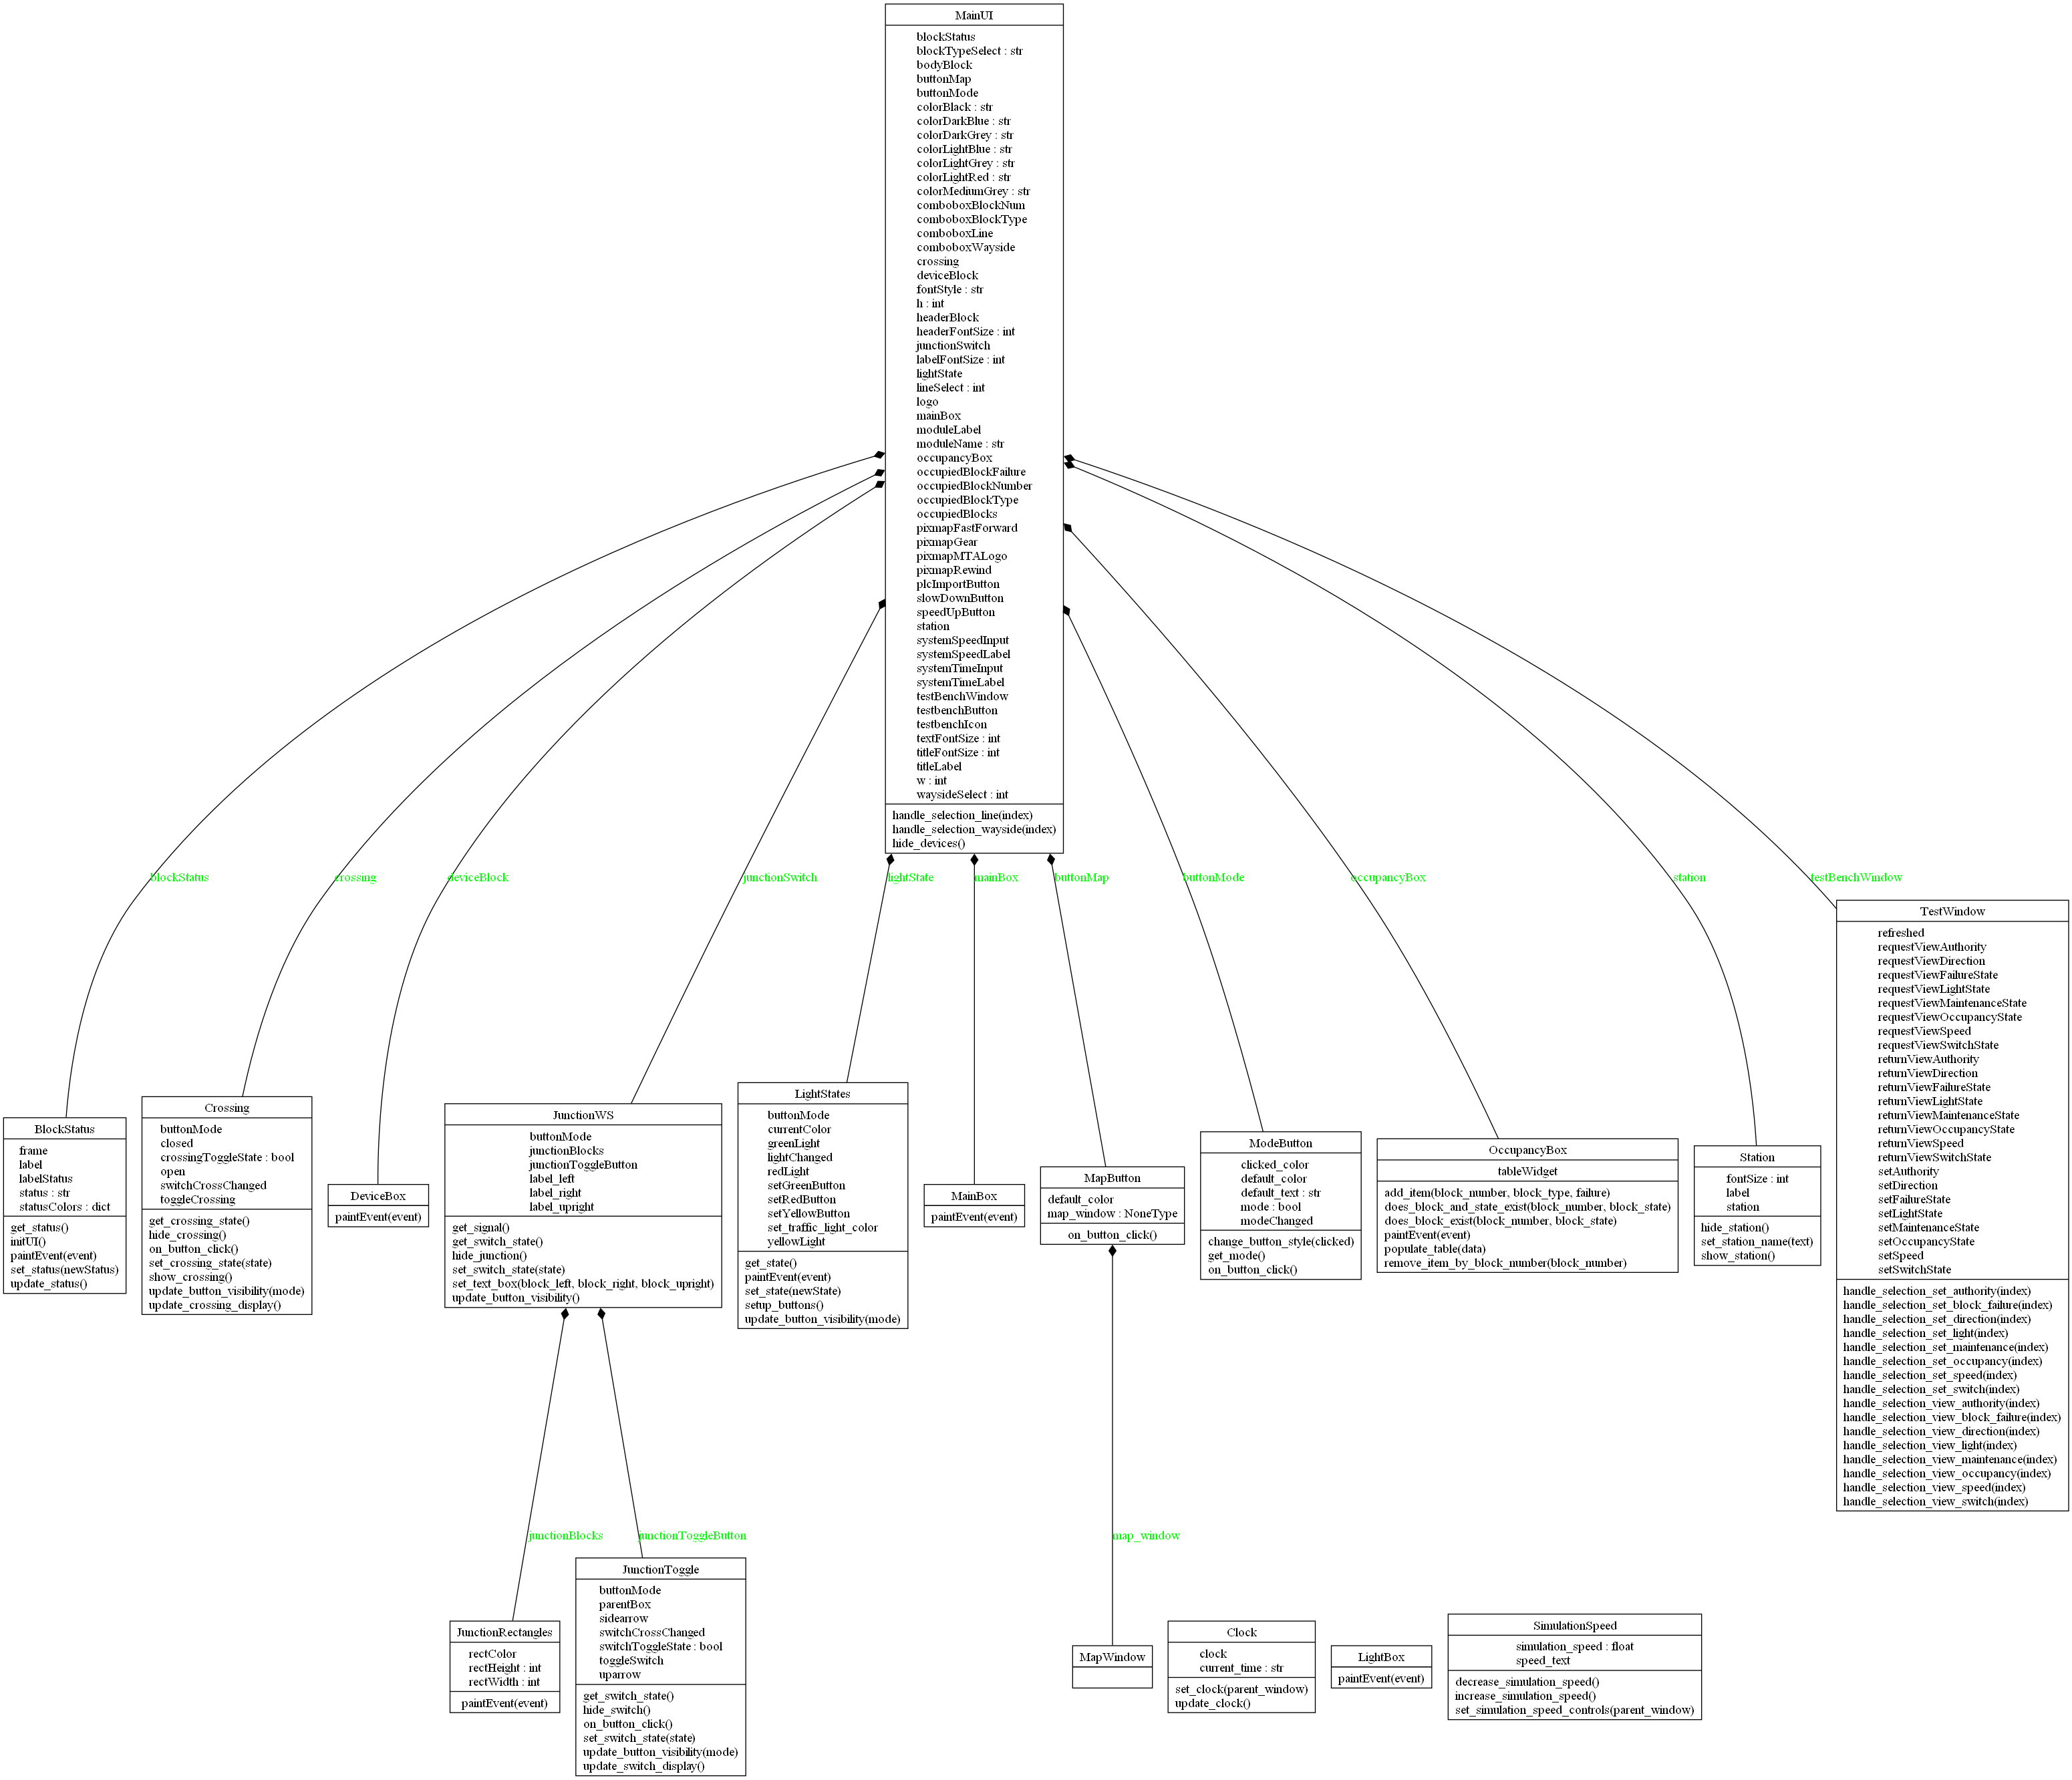 MainUI
blockStatus
blockTypeSelect : str
bodyBlock
buttonMap
buttonMode
colorBlack : str
colorDarkBlue : str
colorDarkGrey : str
colorLightBlue : str
colorLightGrey : str
colorLightRed : str
colorMediumGrey : str
comboboxBlockNum
comboboxBlockType
comboboxLine
comboboxWayside
crossing
deviceBlock
fontStyle : str
h : int
headerBlock
headerFontSize : int
junctionSwitch
labelFontSize : int
lightState
lineSelect : int
logo
mainBox
moduleLabel
moduleName : str
occupancyBox
occupiedBlockFailure
occupiedBlockNumber
occupiedBlockType
occupiedBlocks
pixmapFastForward
pixmapGear
pixmapMTALogo
pixmapRewind
plcImportButton
slowDownButton
speedUpButton
station
systemSpeedInput
systemSpeedLabel
systemTimeInput
systemTimeLabel
testBenchWindow
testbenchButton
testbenchIcon
textFontSize : int
titleFontSize : int
titleLabel
w : int
waysideSelect : int
handle_selection_line(index)
handle_selection_wayside(index)
hide_devices()
blockStatus
crossing
deviceBlock
junctionSwitch
lightState
mainBox
buttonMap
buttonMode
occupancyBox
station
testBenchWindow
BlockStatus
frame
label
labelStatus
status : str
statusColors : dict
get_status()
initUI()
paintEvent(event)
set_status(newStatus)
update_status()
Crossing
buttonMode
closed
crossingToggleState : bool
open
switchCrossChanged
toggleCrossing
get_crossing_state()
hide_crossing()
on_button_click()
set_crossing_state(state)
show_crossing()
update_button_visibility(mode)
update_crossing_display()
DeviceBox
paintEvent(event)
JunctionWS
buttonMode
junctionBlocks
junctionToggleButton
label_left
label_right
label_upright
get_signal()
get_switch_state()
hide_junction()
set_switch_state(state)
set_text_box(block_left, block_right, block_upright)
update_button_visibility()
LightStates
buttonMode
currentColor
greenLight
lightChanged
redLight
setGreenButton
setRedButton
setYellowButton
set_traffic_light_color
yellowLight
get_state()
paintEvent(event)
set_state(newState)
setup_buttons()
update_button_visibility(mode)
MainBox
paintEvent(event)
MapButton
default_color
map_window : NoneType
on_button_click()
ModeButton
clicked_color
default_color
default_text : str
mode : bool
modeChanged
change_button_style(clicked)
get_mode()
on_button_click()
OccupancyBox
tableWidget
add_item(block_number, block_type, failure)
does_block_and_state_exist(block_number, block_state)
does_block_exist(block_number, block_state)
paintEvent(event)
populate_table(data)
remove_item_by_block_number(block_number)
Station
fontSize : int
label
station
hide_station()
set_station_name(text)
show_station()
TestWindow
refreshed
requestViewAuthority
requestViewDirection
requestViewFailureState
requestViewLightState
requestViewMaintenanceState
requestViewOccupancyState
requestViewSpeed
requestViewSwitchState
returnViewAuthority
returnViewDirection
returnViewFailureState
returnViewLightState
returnViewMaintenanceState
returnViewOccupancyState
returnViewSpeed
returnViewSwitchState
setAuthority
setDirection
setFailureState
setLightState
setMaintenanceState
setOccupancyState
setSpeed
setSwitchState
handle_selection_set_authority(index)
handle_selection_set_block_failure(index)
handle_selection_set_direction(index)
handle_selection_set_light(index)
handle_selection_set_maintenance(index)
handle_selection_set_occupancy(index)
handle_selection_set_speed(index)
handle_selection_set_switch(index)
handle_selection_view_authority(index)
handle_selection_view_block_failure(index)
handle_selection_view_direction(index)
handle_selection_view_light(index)
handle_selection_view_maintenance(index)
handle_selection_view_occupancy(index)
handle_selection_view_speed(index)
handle_selection_view_switch(index)
junctionBlocks
junctionToggleButton
map_window
JunctionRectangles
rectColor
rectHeight : int
rectWidth : int
paintEvent(event)
JunctionToggle
buttonMode
parentBox
sidearrow
switchCrossChanged
switchToggleState : bool
toggleSwitch
uparrow
get_switch_state()
hide_switch()
on_button_click()
set_switch_state(state)
update_button_visibility(mode)
update_switch_display()
MapWindow
Clock
clock
current_time : str
set_clock(parent_window)
update_clock()
LightBox
paintEvent(event)
SimulationSpeed
simulation_speed : float
speed_text
decrease_simulation_speed()
increase_simulation_speed()
set_simulation_speed_controls(parent_window)